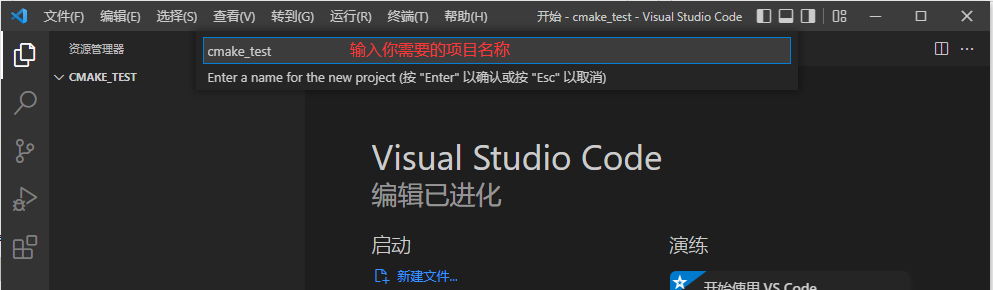 文件(F) 编辑(E) 选择(S) 查看(V) 转到(G) 运行(R) 终端(T) 帮助(H) 开始 - cmake_test - Visual Studio Code
资源管理器
cmake_test 输入你需要的项目名称
CMAKE_TEST
Enter a name for the new project (按 "Enter" 以确认或按 "Esc" 以取消)
Visual Studio Code
编辑已进化
启动 演练
新建文件...
开始使用 VS Code